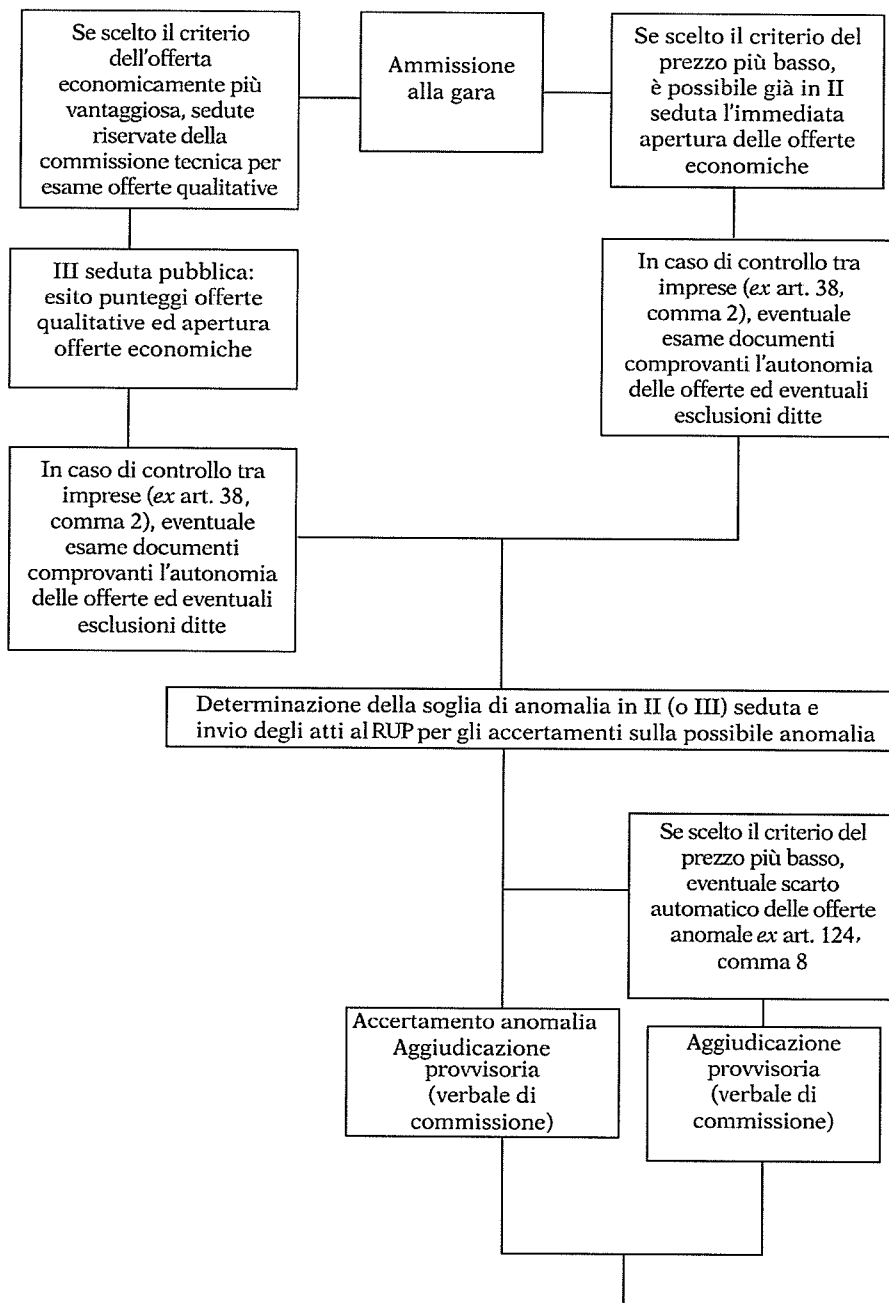 Se scelto il criterio
dell'offerta
economicamente più
vantaggiosa, sedute
riservate della
commissione tecnica per
esame offerte qualitative
Ammissione
alla gara
Se scelto il criterio del
prezzo più basso,
è possibile già in II
seduta l'immediata
apertura delle offerte
economiche
III seduta pubblica:
esito punteggi offerte
qualitative ed apertura
offerte economiche
In caso di controllo tra
imprese (ex art. 38,
comma 2), eventuale
esame documenti
comprovanti l'autonomia
delle offerte ed eventuali
esclusioni ditte
In caso di controllo tra
imprese (ex art. 38,
comma 2), eventuale
esame documenti
comprovanti l'autonomia
delle offerte ed eventuali
esclusioni ditte
Determinazione della soglia di anomalia in II (o III) seduta e
invio degli atti al RUP per gli accertamenti sulla possibile anomalia
Se scelto il criterio del
prezzo più basso,
eventuale scarto
automatico delle offerte
anomale ex art. 124,
comma 8
Accertamento anomalia
Aggiudicazione
provvisoria
(verbale di
commissione)
Aggiudicazione
provvisoria
(verbale di
commissione)